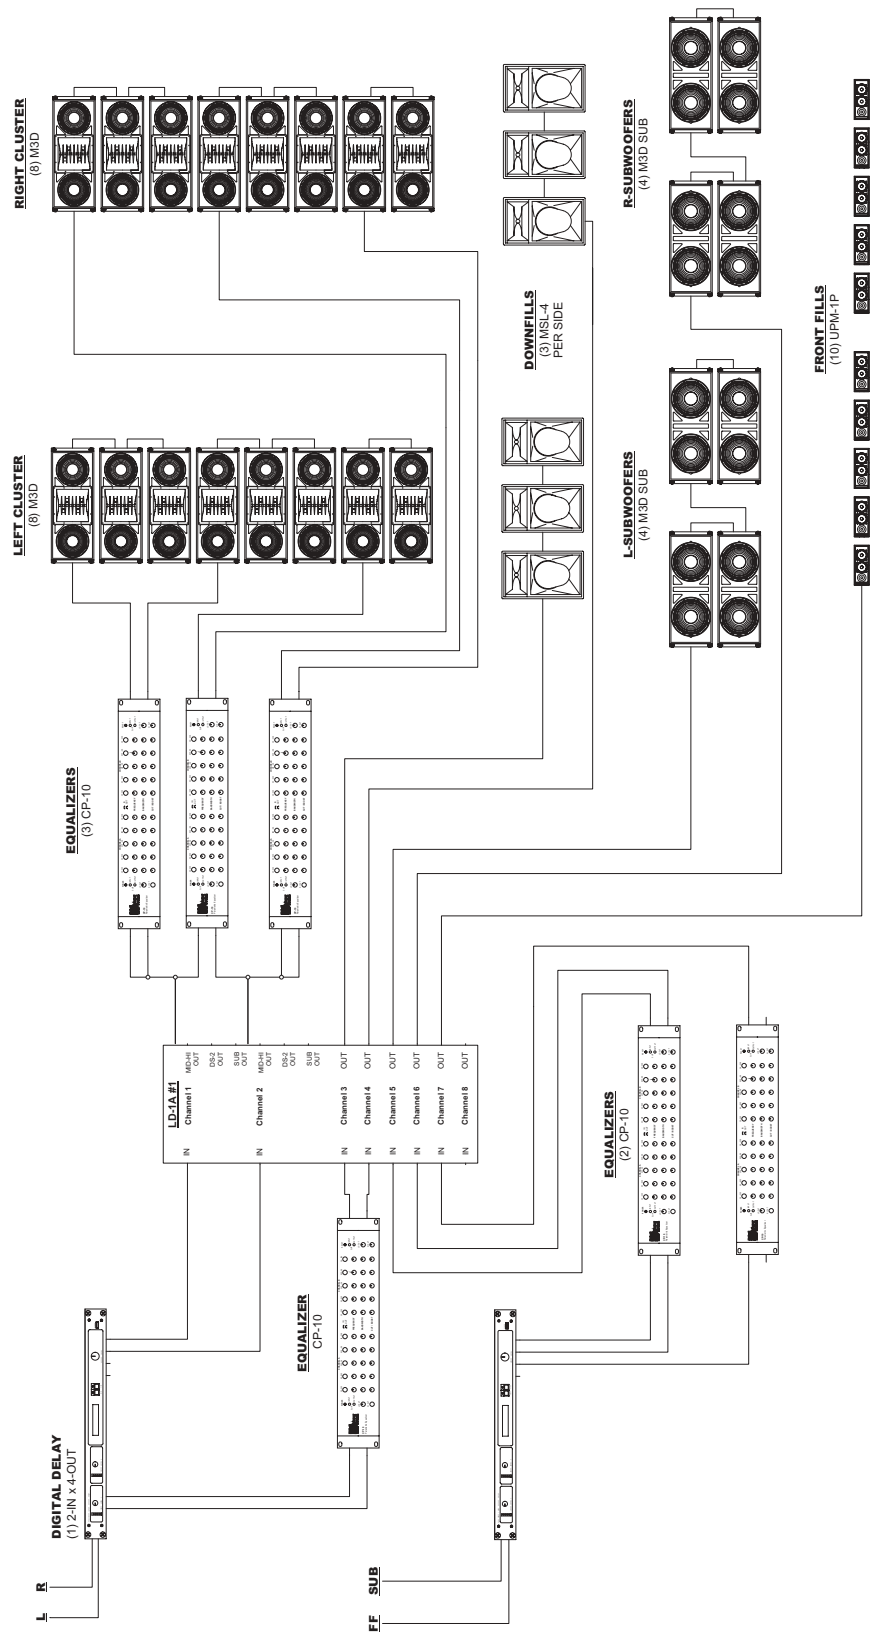 RIGHT CLUSTER
(8) M3D
LEFT CLUSTER
(8) M3D
DOWNFILLS
(3) MSL-4
PER SIDE
R-SUBWOOFERS
(4) M3D SUB
L-SUBWOOFERS
(4) M3D SUB
FRONT FILLS
(10) UPM-1P
EQUALIZERS
(3) CP-10
LD-1A #1
IN
Channel 1
MID-HI
OUT
DS-2
OUT
SUB
OUT
IN
Channel 2
MID-HI
OUT
DS-2
OUT
SUB
OUT
IN
Channel 3
OUT
IN
Channel 4
OUT
IN
Channel 5
OUT
IN
Channel 6
OUT
IN
Channel 7
OUT
IN
Channel 8
OUT
EQUALIZERS
(2) CP-10
EQUALIZER
CP-10
DIGITAL DELAY
(1) 2-IN x 4-OUT
L
R
FF
SUB